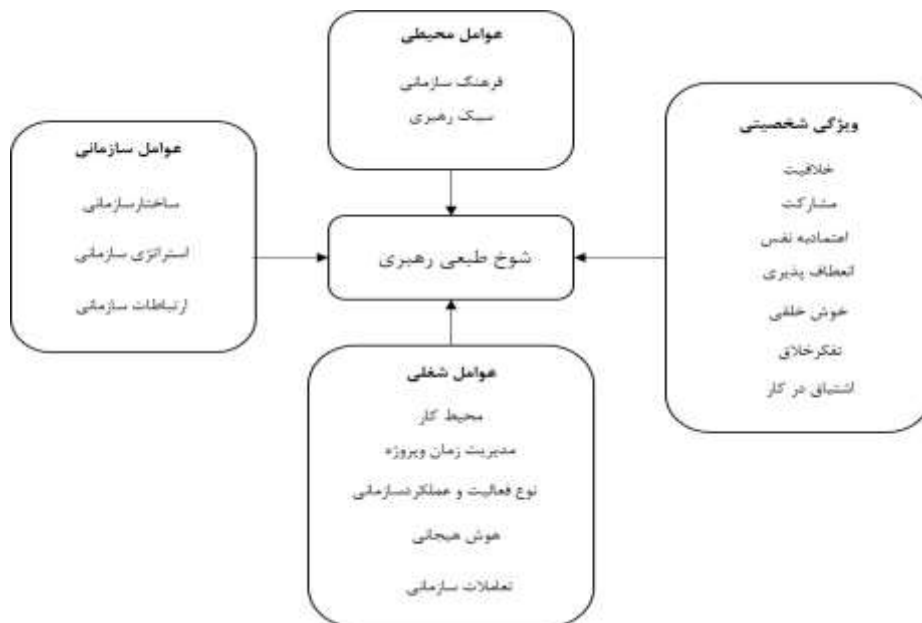 عوامل محیطی
فرهنگ سازمانی
سبک رهبری
ویژگی شخصیتی
خلاقیت
مشارکت
اعتمادبه نفس
انعطاف پذیری
خوش خلقی
تفکرخلاق
اشتیاق در کار
عوامل سازمانی
ساختارسازمانی
استراتژی سازمانی
ارتباطات سازمانی
شوخ طبعی رهبری
عوامل شغلی
محیط کار
مدیریت زمان وپروژه
نوع فعالیت و عملکردسازمانی
هوش هیجانی
تعاملات سازمانی